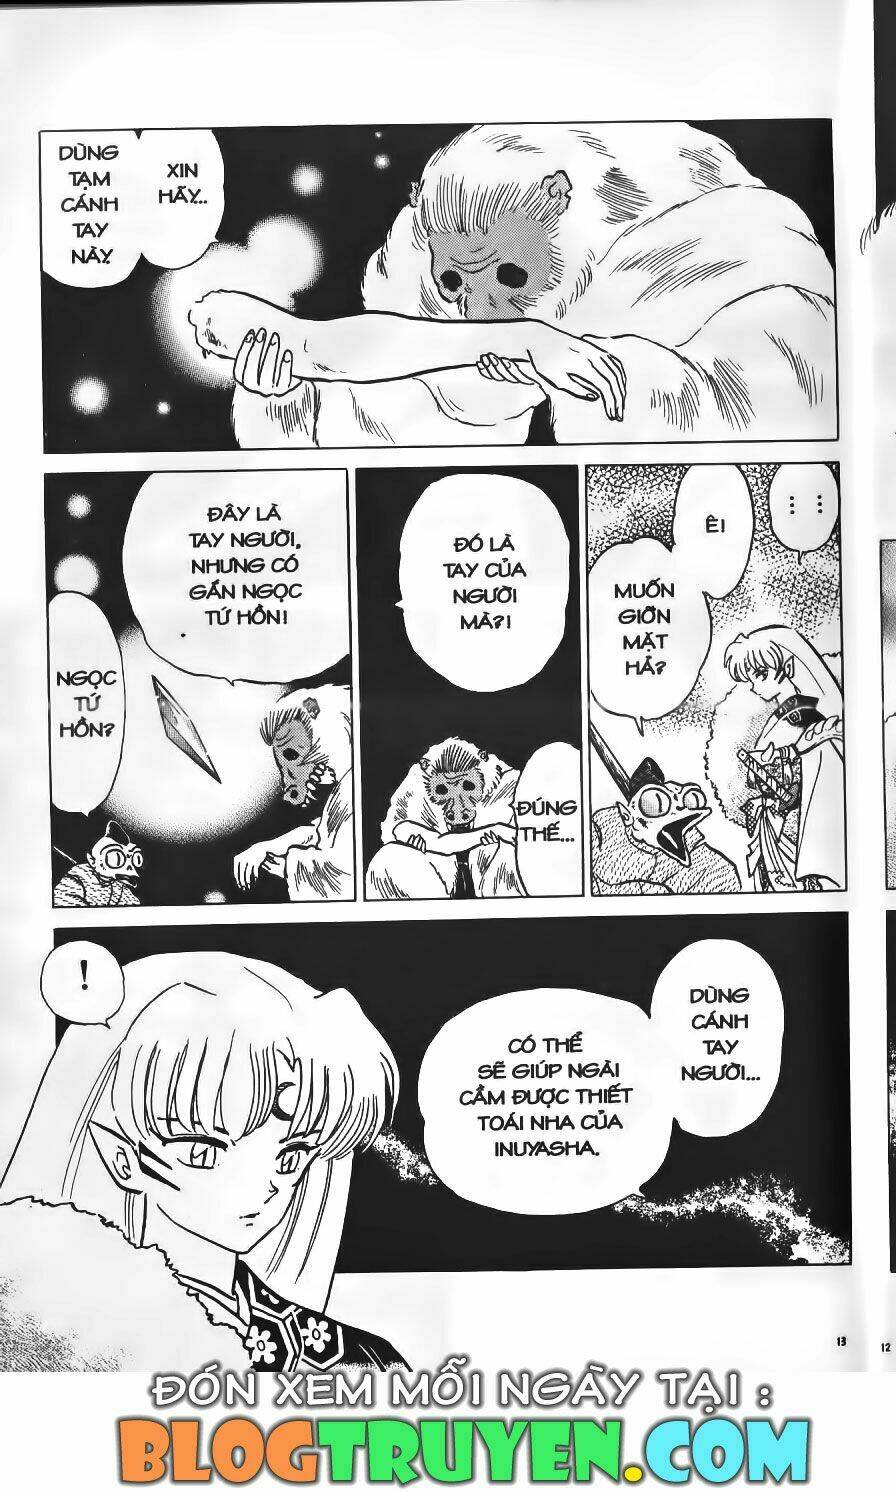 XIN
HÃY...
DÙNG
TẠM
CÁNH
TAY
NÀY.
... ...
Ê!
MUỐN
GIỠN
MẶT
HẢ?
ĐÓ LÀ
TAY CỦA
NGƯỜI
MÀ?!
ĐÚNG
THẾ...
ĐÂY LÀ
TAY NGƯỜI,
NHƯNG CÓ
GẮN NGỌC
TỨ HỒN!
NGỌC
TỨ
HỒN?
DÙNG
CÁNH
TAY
NGƯỜI...
CÓ THỂ
SẼ GIÚP NGÀI
CẦM ĐƯỢC THIẾT
TOÁI NHA CỦA
INUYASHA.
!
13
12
ĐÓN XEM MỖI NGÀY TẠI :
BLOGTRUYEN.COM